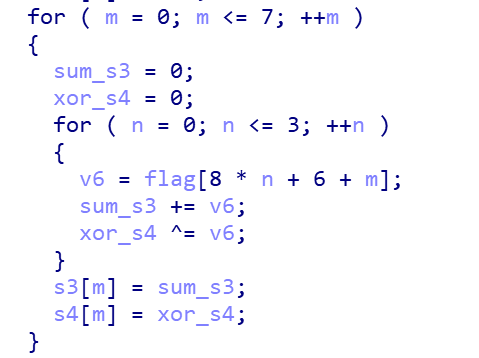 for ( m = 0; m <= 7; ++m )
{
  sum_s3 = 0;
  xor_s4 = 0;
  for ( n = 0; n <= 3; ++n )
  {
    v6 = flag[8 * n + 6 + m];
    sum_s3 += v6;
    xor_s4 ^= v6;
  }
  s3[m] = sum_s3;
  s4[m] = xor_s4;
}